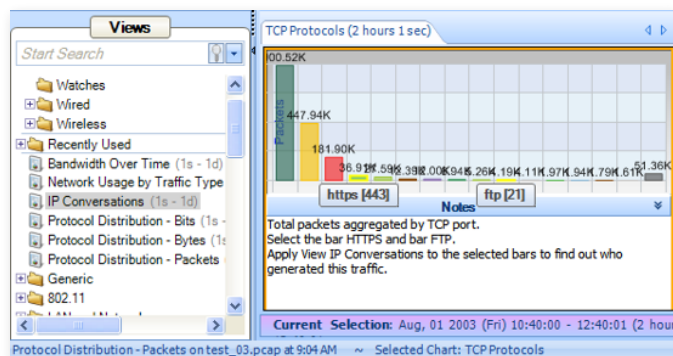 Views
Start Search
Watches
Wired
Wireless
Recently Used
Bandwidth Over Time (1s - 1d)
Network Usage by Traffic Type
IP Conversations (1s - 1d)
Protocol Distribution - Bits (1s -
Protocol Distribution - Bytes (1s
Protocol Distribution - Packets
Generic
802.11
TCP Protocols (2 hours 1 sec)
00.52K
447.94K
181.90K
Packets
51.36K
https [443]
ftp [21]
Notes
Total packets aggregated by TCP port.
Select the bar HTTPS and bar FTP.
Apply View IP Conversations to the selected bars to find out who
generated this traffic.
Current Selection: Aug, 01 2003 (Fri) 10:40:00 - 12:40:01 (2 hour
Protocol Distribution - Packets on test_03.pcap at 9:04 AM ~ Selected Chart: TCP Protocols